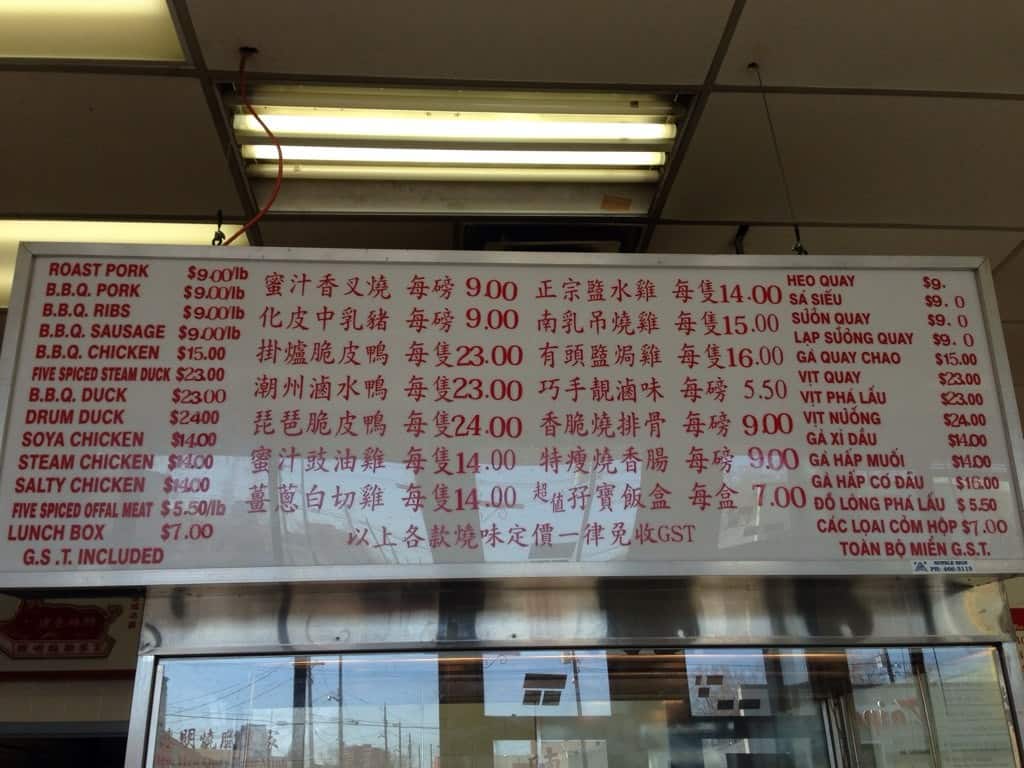 ROAST PORK $9.00/lb
B.B.Q. PORK $9.00/lb
B.B.Q. RIBS $9.00/lb
B.B.Q. SAUSAGE $9.00/lb
B.B.Q. CHICKEN $15.00
FIVE SPICED STEAM DUCK $23.00
B.B.Q. DUCK $23.00
DRUM DUCK $24.00
SOYA CHICKEN $14.00
STEAM CHICKEN $14.00
SALTY CHICKEN $14.00
FIVE SPICED OFFAL MEAT $5.50/lb
LUNCH BOX $7.00
G.S.T. INCLUDED
蜜汁香叉燒 每磅 9.00
化皮中乳豬 每磅 9.00
掛爐脆皮鴨 每隻 23.00
潮州滷水鴨 每隻 23.00
琵琶脆皮鴨 每隻 24.00
蜜汁豉油雞 每隻 14.00
薑蔥白切雞 每隻 14.00
正宗鹽水雞 每隻 14.00
南乳吊燒雞 每隻 15.00
有頭鹽焗雞 每隻 16.00
巧手靚滷味 每磅 5.50
香脆燒排骨 每磅 9.00
特瘦燒香腸 每磅 9.00
超值孖寶飯盒 每盒 7.00
以上各款燒味定價一律免收GST
HEO QUAY $9.
SÁ SIẾU $9. 0
SUỒN QUAY $9. 0
LẠP SUỒNG QUAY $9. 0
GÁ QUAY CHAO $15.00
VỊT QUAY $23.00
VỊT PHÁ LẤU $23.00
VỊT NUỒNG $24.00
GÀ XÌ DẦU $14.00
GÀ HẤP MUỐI $14.00
GÀ HẤP CƠ DẦU $16.00
ĐỒ LÒNG PHÁ LẤU $5.50
CÁC LOẠI CƠM HỘP $7.00
TOÀN BỘ MIỄN G.S.T.